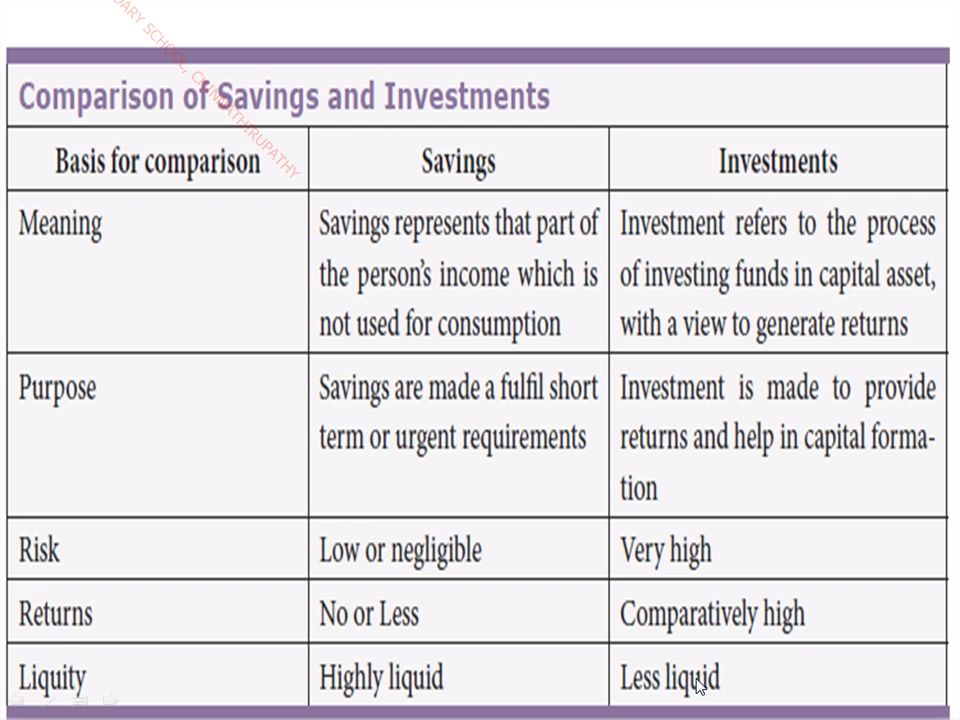 DARY SCHOOL, CHINNATHIRUPATHY
Comparison of Savings and Investments
Basis for comparison Savings Investments
Meaning
Savings represents that part of
the person's income which is
not used for consumption
Investment refers to the process
of investing funds in capital asset,
with a view to generate returns
Purpose
Savings are made a fulfil short
term or urgent requirements
Investment is made to provide
returns and help in capital forma-
tion
Risk Low or negligible Very high
Returns No or Less Comparatively high
Liquity Highly liquid Less liquid